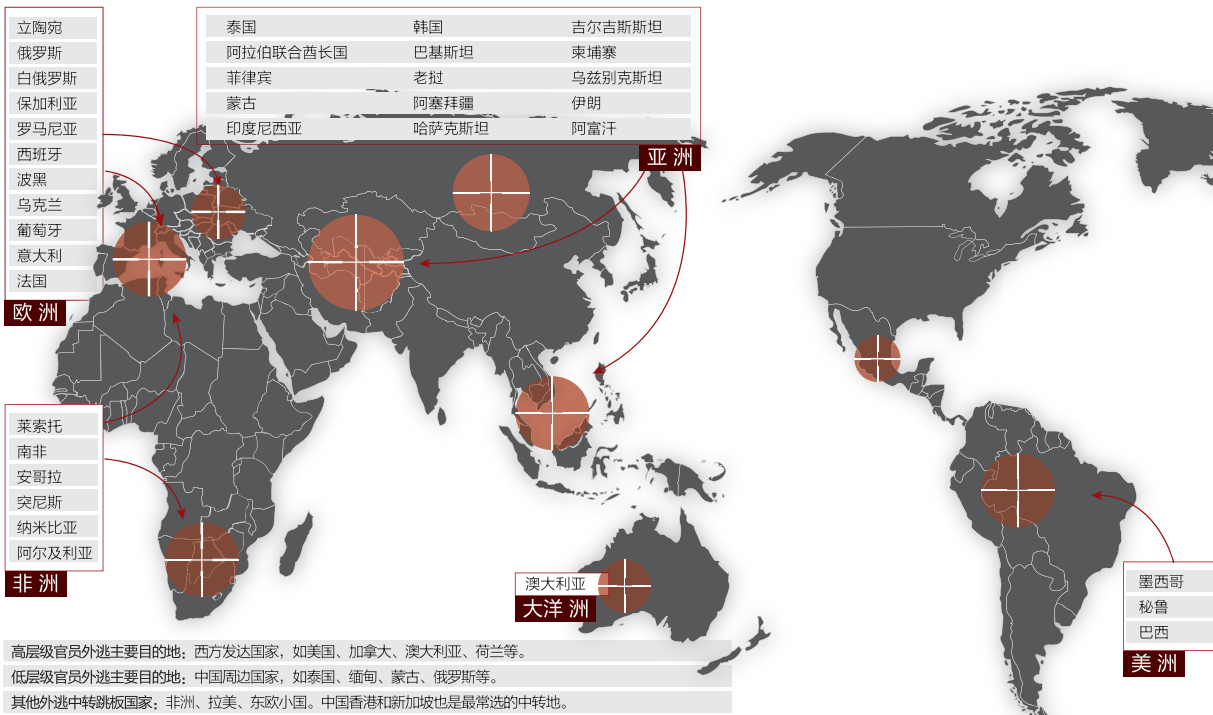 立陶宛
俄罗斯
白俄罗斯
保加利亚
罗马尼亚
西班牙
波黑
乌克兰
葡萄牙
意大利
法国
欧洲
泰国 韩国 吉尔吉斯斯坦
阿拉伯联合酋长国 巴基斯坦 柬埔寨
菲律宾 老挝 乌兹别克斯坦
蒙古 阿塞拜疆 伊朗
印度尼西亚 哈萨克斯坦 阿富汗
亚洲
莱索托
南非
安哥拉
突尼斯
纳米比亚
阿尔及利亚
非洲
澳大利亚
大洋洲
墨西哥
秘鲁
巴西
美洲
高层级官员外逃主要目的地：西方发达国家，如美国、加拿大、澳大利亚、荷兰等。
低层级官员外逃主要目的地：中国周边国家，如泰国、缅甸、蒙古、俄罗斯等。
其他外逃中转跳板国家：非洲、拉美、东欧小国。中国香港和新加坡也是最常选的中转地。